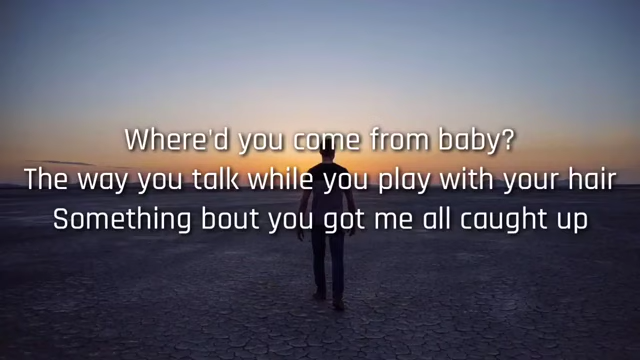 Where'd you come from baby?
The way you talk while you play with your hair
Something bout you got me all caught up